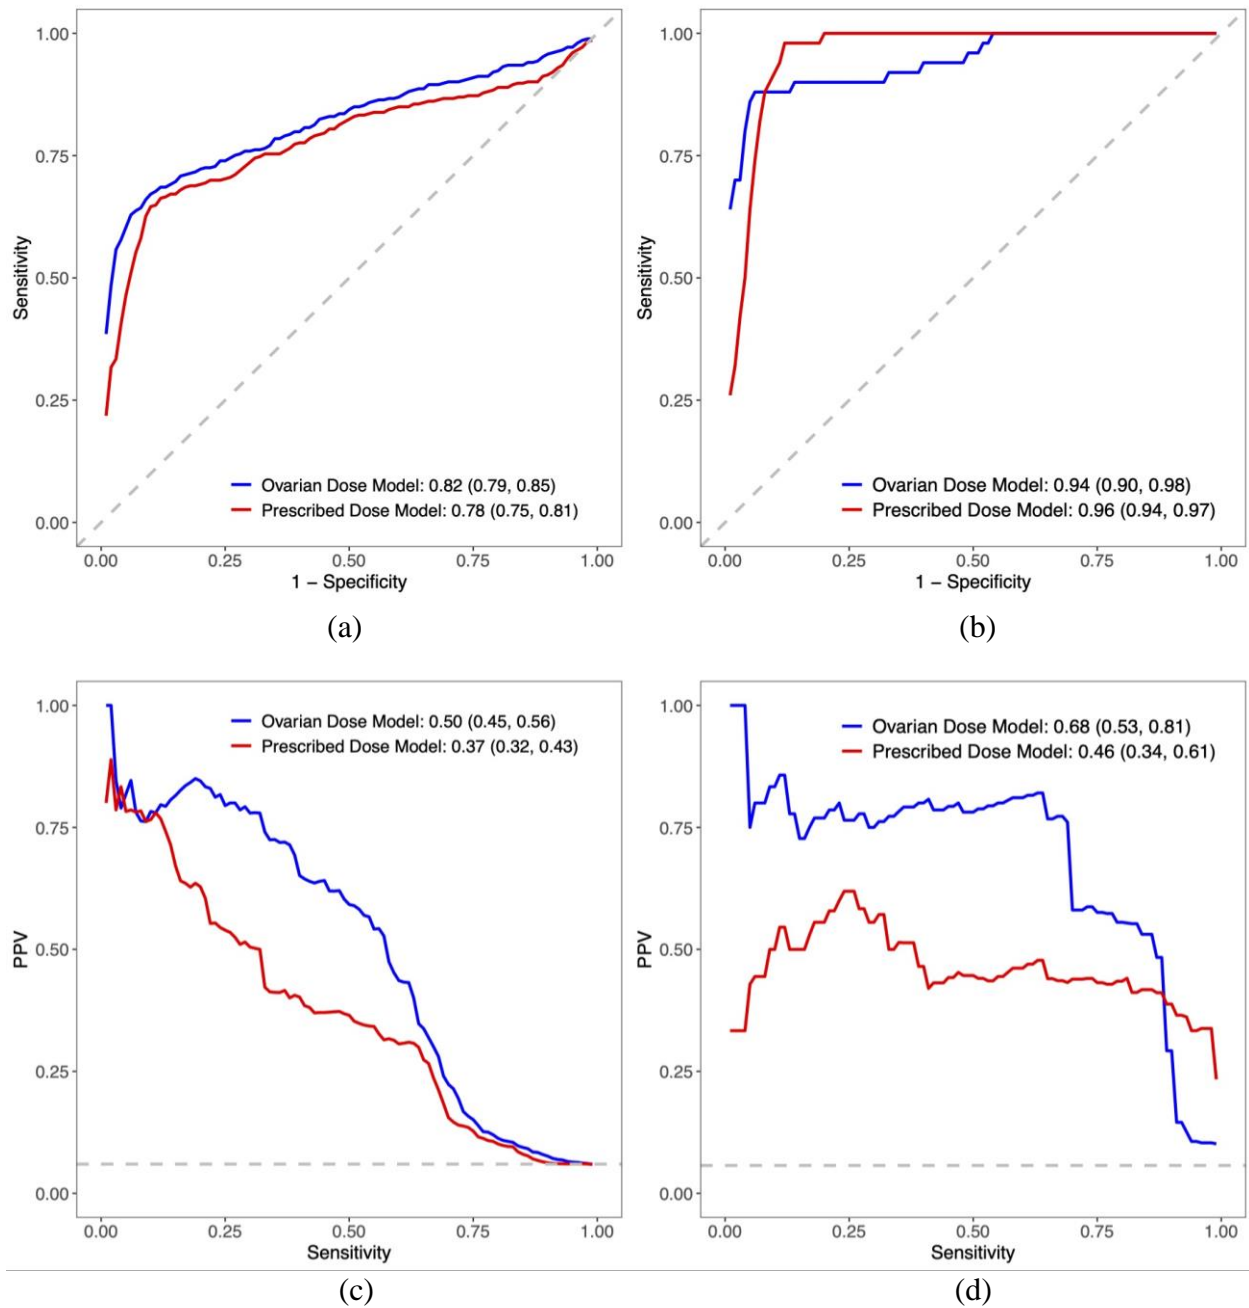 1.00
0.75
0.50
0.25
0.00
Sensitivity
Ovarian Dose Model: 0.82 (0.79, 0.85)
Prescribed Dose Model: 0.78 (0.75, 0.81)
0.00 0.25 0.50 0.75 1.00
1 − Specificity
(a)
1.00
0.75
0.50
0.25
0.00
Sensitivity
Ovarian Dose Model: 0.94 (0.90, 0.98)
Prescribed Dose Model: 0.96 (0.94, 0.97)
0.00 0.25 0.50 0.75 1.00
1 − Specificity
(b)
1.00
0.75
0.50
0.25
0.00
PPV
Ovarian Dose Model: 0.50 (0.45, 0.56)
Prescribed Dose Model: 0.37 (0.32, 0.43)
0.00 0.25 0.50 0.75 1.00
Sensitivity
(c)
1.00
0.75
0.50
0.25
0.00
PPV
Ovarian Dose Model: 0.68 (0.53, 0.81)
Prescribed Dose Model: 0.46 (0.34, 0.61)
0.00 0.25 0.50 0.75 1.00
Sensitivity
(d)